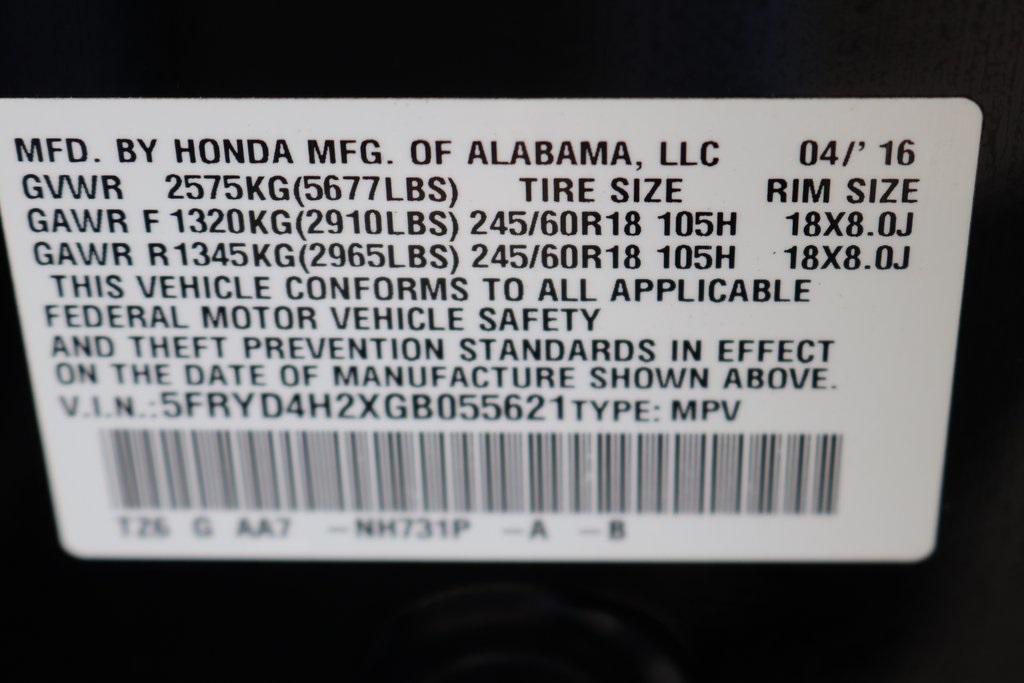 MFD. BY HONDA MFG. OF ALABAMA, LLC 04/' 16
GVWR 2575KG(5677LBS) TIRE SIZE RIM SIZE
GAWR F 1320KG(2910LBS) 245/60R18 105H 18X8.0J
GAWR R 1345KG(2965LBS) 245/60R18 105H 18X8.0J
THIS VEHICLE CONFORMS TO ALL APPLICABLE
FEDERAL MOTOR VEHICLE SAFETY
AND THEFT PREVENTION STANDARDS IN EFFECT
ON THE DATE OF MANUFACTURE SHOWN ABOVE.
V.I.N.:5FRYD4H2XGB055621 TYPE: MPV
TZ6 G AA7 -NH731P -A -B